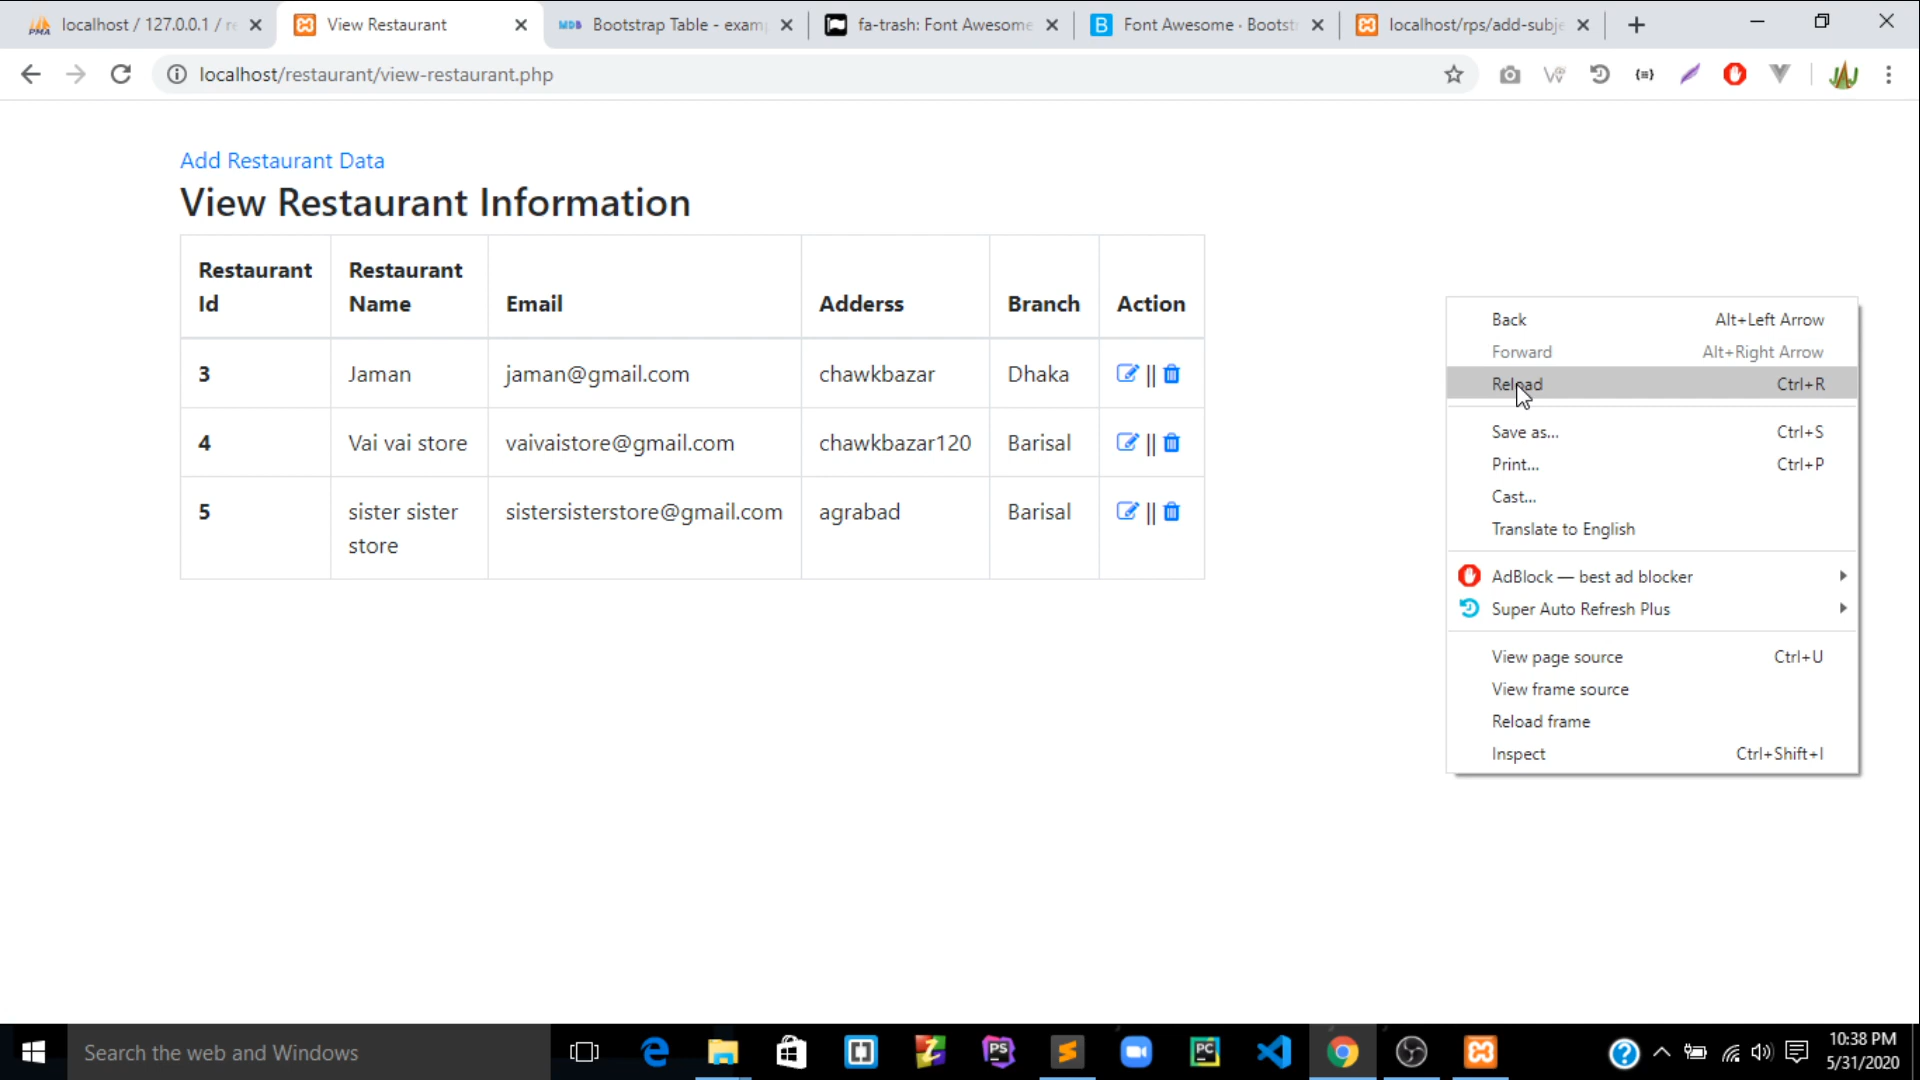 localhost / 127.0.0.1 / re
View Restaurant
MDB
Bootstrap Table - examp
fa-trash: Font Awesome
Font Awesome · Bootst
localhost/rps/add-subje
localhost/restaurant/view-restaurant.php
Add Restaurant Data
View Restaurant Information
Restaurant Id
Restaurant Name
Email
Adderss
Branch
Action
3
Jaman
jaman@gmail.com
chawkbazar
Dhaka
||
4
Vai vai store
vaivaistore@gmail.com
chawkbazar120
Barisal
||
5
sister sister store
sistersisterstore@gmail.com
agrabad
Barisal
||
Back Alt+Left Arrow
Forward Alt+Right Arrow
Reload Ctrl+R
Save as... Ctrl+S
Print... Ctrl+P
Cast...
Translate to English
AdBlock — best ad blocker
Super Auto Refresh Plus
View page source Ctrl+U
View frame source
Reload frame
Inspect Ctrl+Shift+I
Search the web and Windows
PS
PC
10:38 PM
5/31/2020